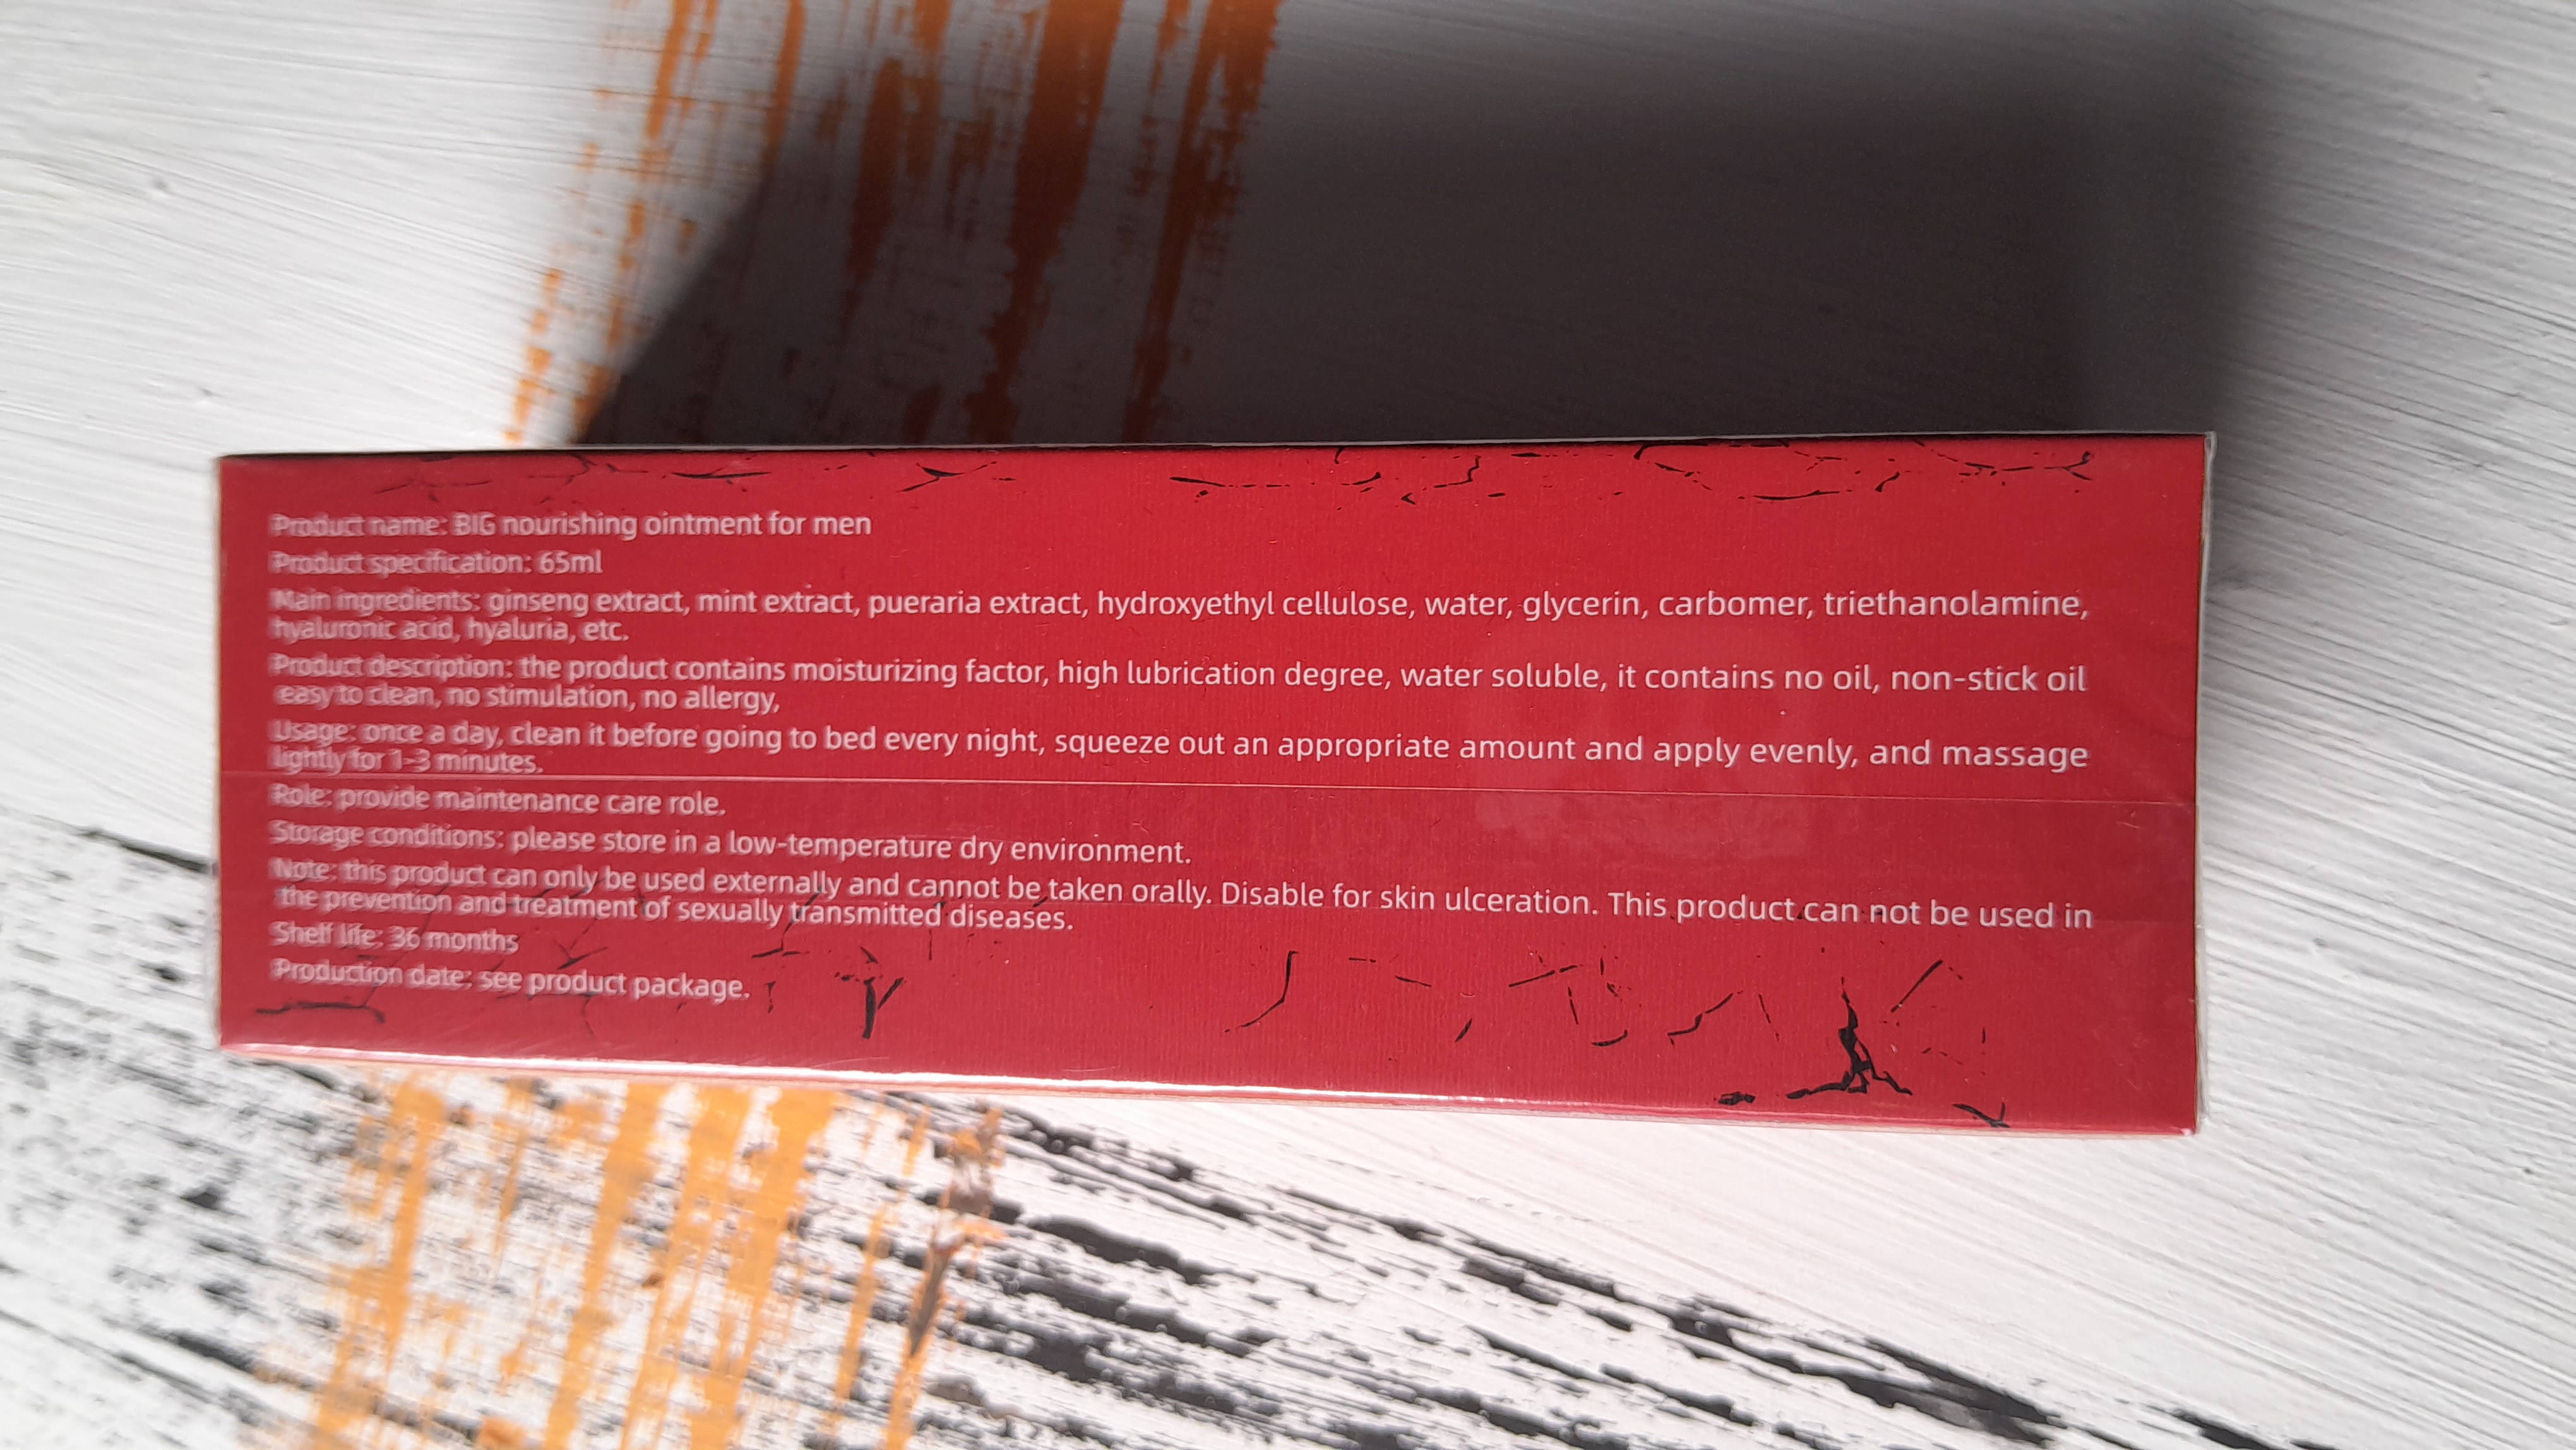 Product name: BIG nourishing ointment for men
Product specification: 65ml
Main ingredients: ginseng extract, mint extract, pueraria extract, hydroxyethyl cellulose, water, glycerin, carbomer, triethanolamine,
hyaluronic acid, hyaluria, etc.
Product description: the product contains moisturizing factor, high lubrication degree, water soluble, it contains no oil, non-stick oil
easy to clean, no stimulation, no allergy,
Usage: once a day, clean it before going to bed every night, squeeze out an appropriate amount and apply evenly, and massage
lightly for 1-3 minutes.
Role: provide maintenance care role.
Storage conditions: please store in a low-temperature dry environment.
Note: this product can only be used externally and cannot be taken orally. Disable for skin ulceration. This product can not be used in
the prevention and treatment of sexually transmitted diseases.
Shelf life: 36 months
Production date: see product package.